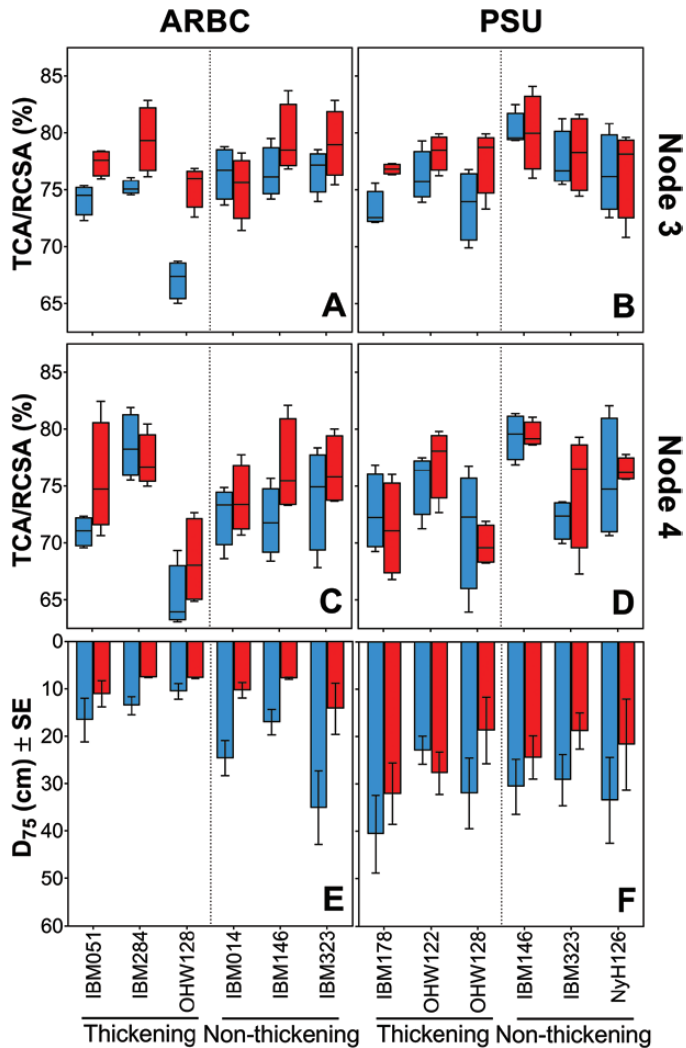 ARBC PSU
TCA/RCSA (%)
85
80
75
70
65
A
B
Node 3
TCA/RCSA (%)
85
80
75
70
65
C
D
Node 4
D75 (cm) ± SE
0
10
20
30
40
50
60
E
F
IBM051
IBM284
OHW128
IBM014
IBM146
IBM323
IBM178
OHW122
OHW128
IBM146
IBM323
NyH126
Thickening Non-thickening Thickening Non-thickening